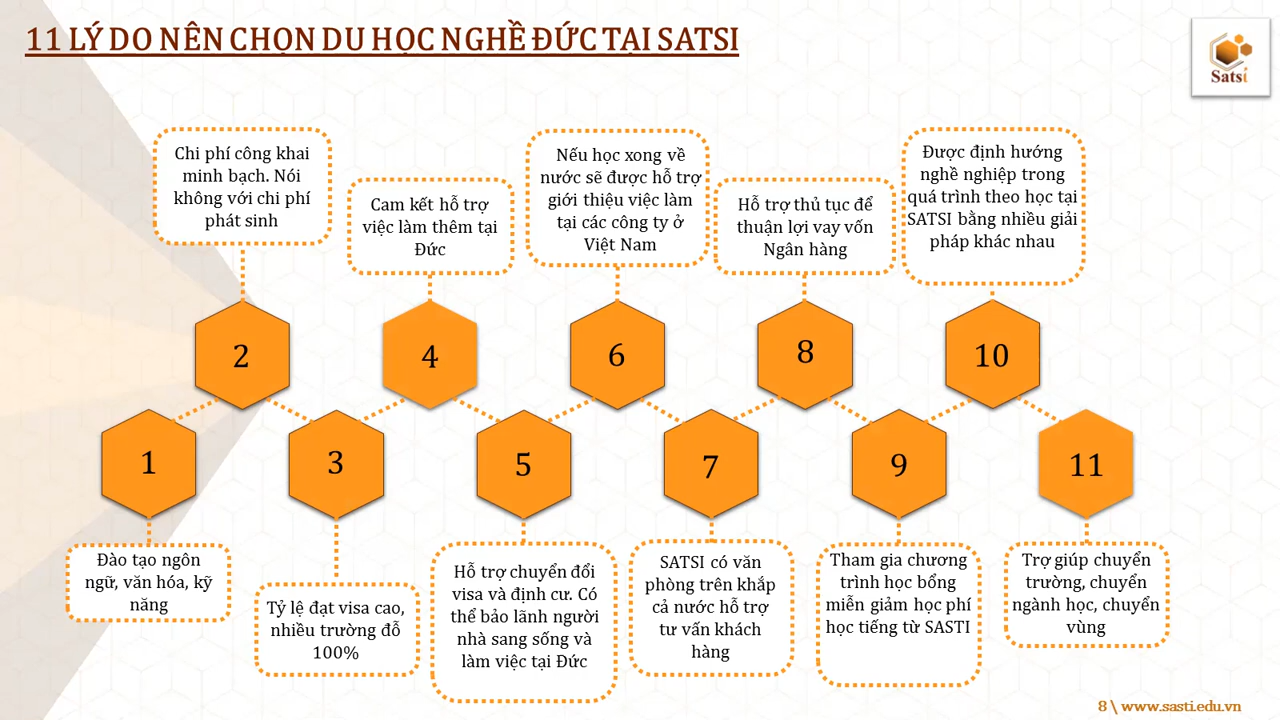 11 LÝ DO NÊN CHỌN DU HỌC NGHỀ ĐỨC TẠI SATSI
Satsi
Chi phí công khai
minh bạch. Nói
không với chi phí
phát sinh
Cam kết hỗ trợ
việc làm thêm tại
Đức
Nếu học xong về
nước sẽ được hỗ trợ
giới thiệu việc làm
tại các công ty ở
Việt Nam
Hỗ trợ thủ tục để
thuận lợi vay vốn
Ngân hàng
Được định hướng
nghề nghiệp trong
quá trình theo học tại
SATSI bằng nhiều giải
pháp khác nhau
2
4
6
8
10
1
3
5
7
9
11
Đào tạo ngôn
ngữ, văn hóa, kỹ
năng
Tỷ lệ đạt visa cao,
nhiều trường đỗ
100%
Hỗ trợ chuyển đổi
visa và định cư. Có
thể bảo lãnh người
nhà sang sống và
làm việc tại Đức
SATSI có văn
phòng trên khắp
cả nước hỗ trợ
tư vấn khách
hàng
Tham gia chương
trình học bổng
miễn giảm học phí
học tiếng từ SASTI
Trợ giúp chuyển
trường, chuyển
ngành học, chuyển
vùng
8 \ www.sasti.edu.vn